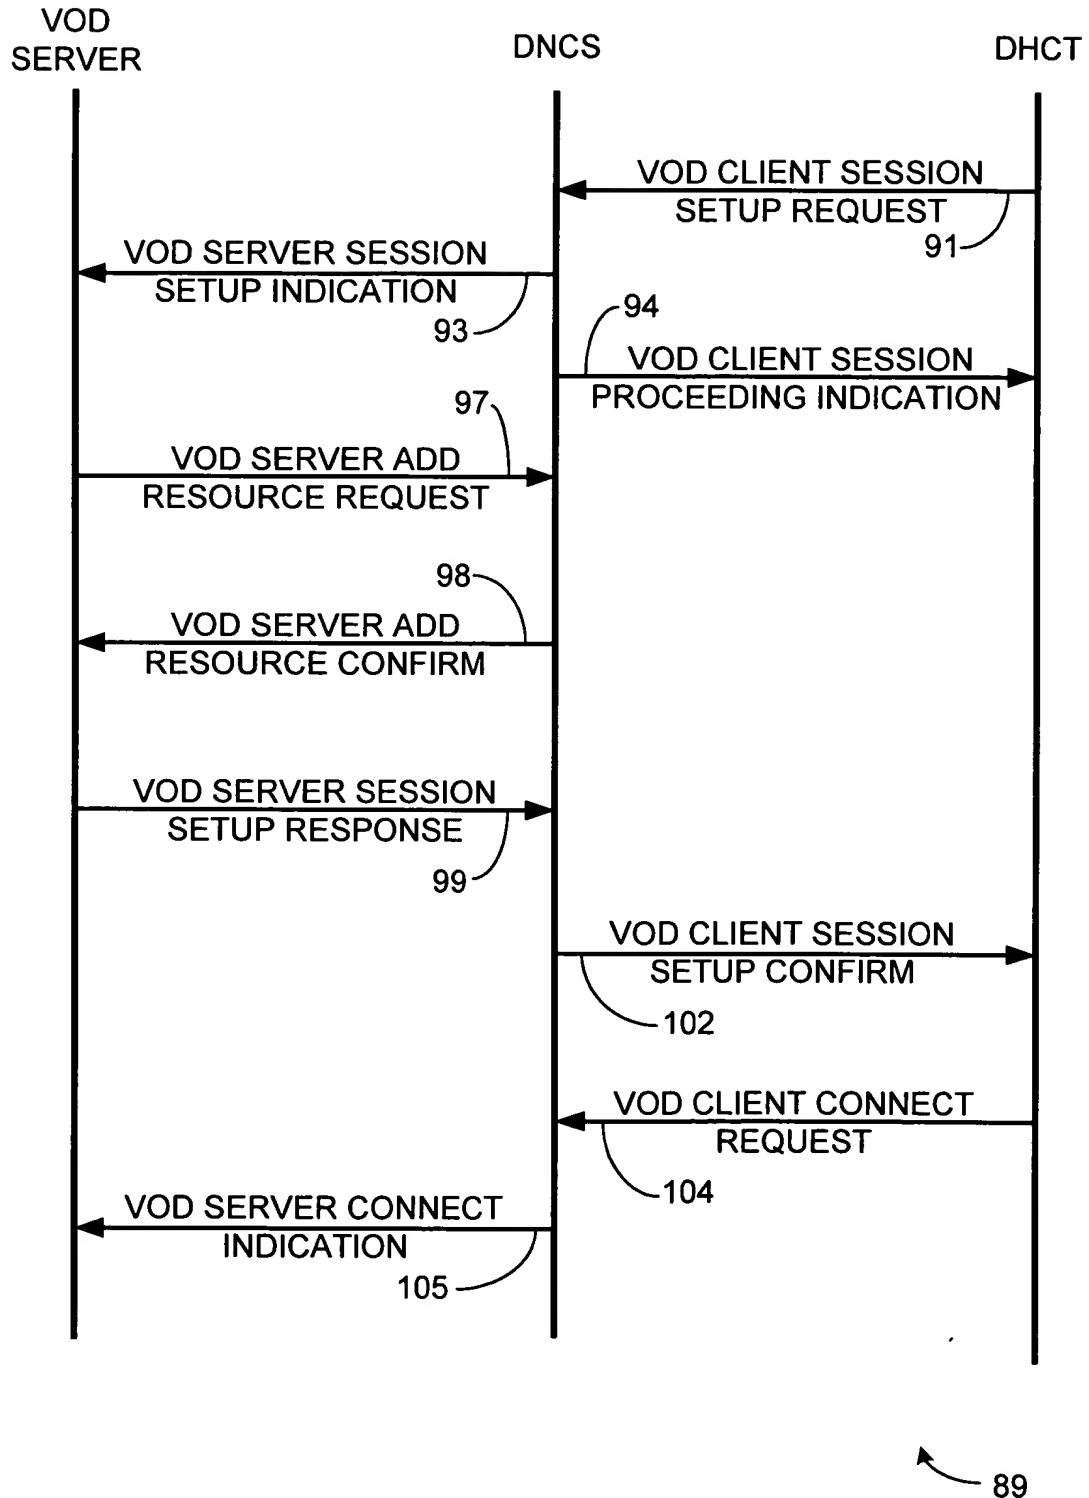 VOD
SERVER
DNCS
DHCT
VOD CLIENT SESSION
SETUP REQUEST
91
VOD SERVER SESSION
SETUP INDICATION
93
94
VOD CLIENT SESSION
PROCEEDING INDICATION
97
VOD SERVER ADD
RESOURCE REQUEST
98
VOD SERVER ADD
RESOURCE CONFIRM
VOD SERVER SESSION
SETUP RESPONSE
99
VOD CLIENT SESSION
SETUP CONFIRM
102
VOD CLIENT CONNECT
REQUEST
104
VOD SERVER CONNECT
INDICATION
105
89